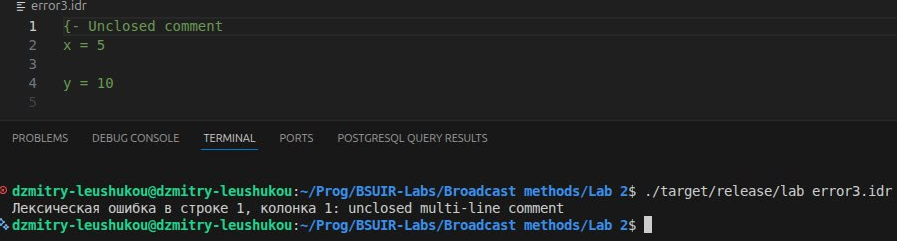 error3.idr
1 {- Unclosed comment
2 x = 5
3
4 y = 10
5
PROBLEMS DEBUG CONSOLE TERMINAL PORTS POSTGRESQL QUERY RESULTS
dzmitry-leushukou@dzmitry-leushukou:~/Prog/BSUIR-Labs/Broadcast methods/Lab 2$ ./target/release/lab error3.idr
Лексическая ошибка в строке 1, колонка 1: unclosed multi-line comment
dzmitry-leushukou@dzmitry-leushukou:~/Prog/BSUIR-Labs/Broadcast methods/Lab 2$